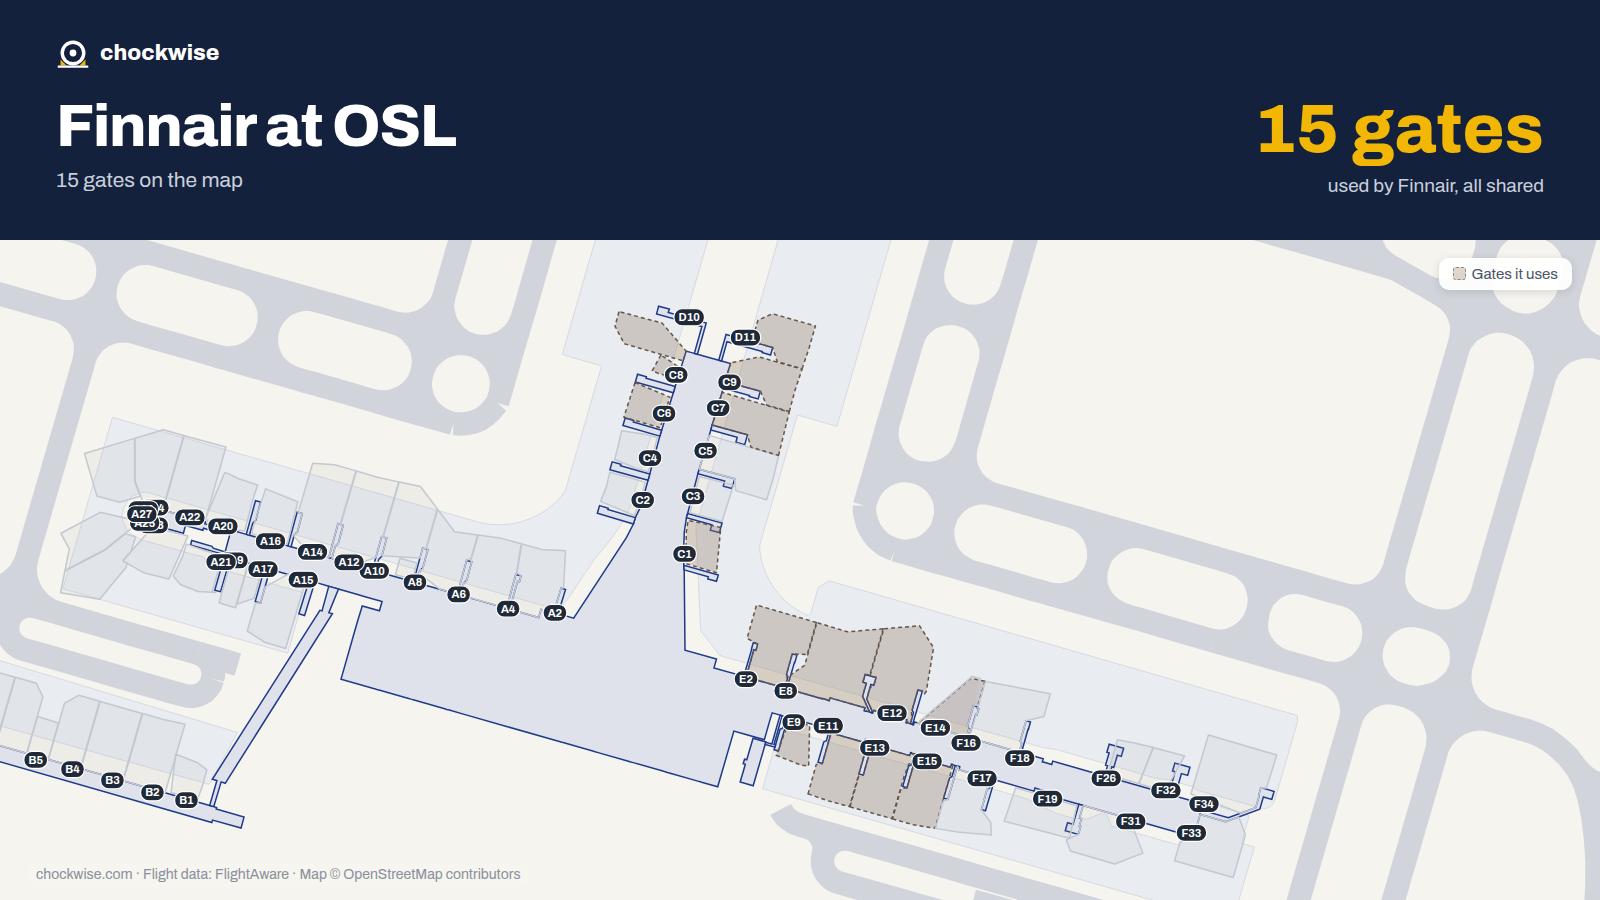 chockwise
Finnair at OSL
15 gates on the map
15 gates
used by Finnair, all shared
Gates it uses
D10
D11
C8
C9
C6
C7
C4
C5
C2
C3
C1
A27
A22
A20
A16
A14
A12
A10
A21
A17
A15
A8
A6
A4
A2
E2
E8
E9
E11
E12
E13
E14
E15
F16
F17
F18
F19
F26
F32
F34
F31
F33
B5
B4
B3
B2
B1
chockwise.com · Flight data: FlightAware · Map © OpenStreetMap contributors